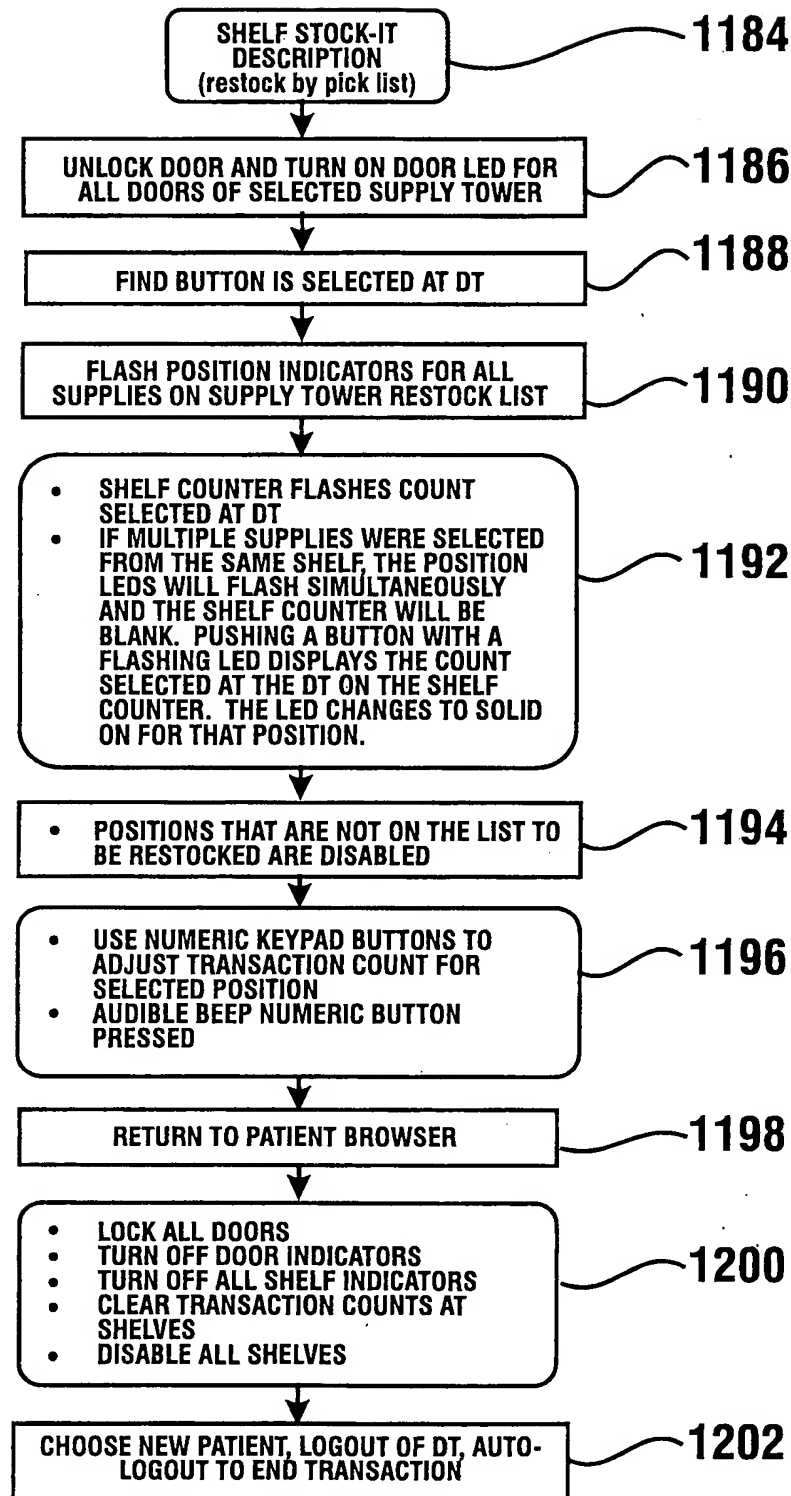 SHELF STOCK-IT
DESCRIPTION
(restock by pick list)
1184
UNLOCK DOOR AND TURN ON DOOR LED FOR
ALL DOORS OF SELECTED SUPPLY TOWER
1186
FIND BUTTON IS SELECTED AT DT
1188
FLASH POSITION INDICATORS FOR ALL
SUPPLIES ON SUPPLY TOWER RESTOCK LIST
1190
• SHELF COUNTER FLASHES COUNT
SELECTED AT DT
• IF MULTIPLE SUPPLIES WERE SELECTED
FROM THE SAME SHELF, THE POSITION
LEDS WILL FLASH SIMULTANEOUSLY
AND THE SHELF COUNTER WILL BE
BLANK. PUSHING A BUTTON WITH A
FLASHING LED DISPLAYS THE COUNT
SELECTED AT THE DT ON THE SHELF
COUNTER. THE LED CHANGES TO SOLID
ON FOR THAT POSITION.
1192
• POSITIONS THAT ARE NOT ON THE LIST TO
BE RESTOCKED ARE DISABLED
1194
• USE NUMERIC KEYPAD BUTTONS TO
ADJUST TRANSACTION COUNT FOR
SELECTED POSITION
• AUDIBLE BEEP NUMERIC BUTTON
PRESSED
1196
RETURN TO PATIENT BROWSER
1198
• LOCK ALL DOORS
• TURN OFF DOOR INDICATORS
• TURN OFF ALL SHELF INDICATORS
• CLEAR TRANSACTION COUNTS AT
SHELVES
• DISABLE ALL SHELVES
1200
CHOOSE NEW PATIENT, LOGOUT OF DT, AUTO-
LOGOUT TO END TRANSACTION
1202